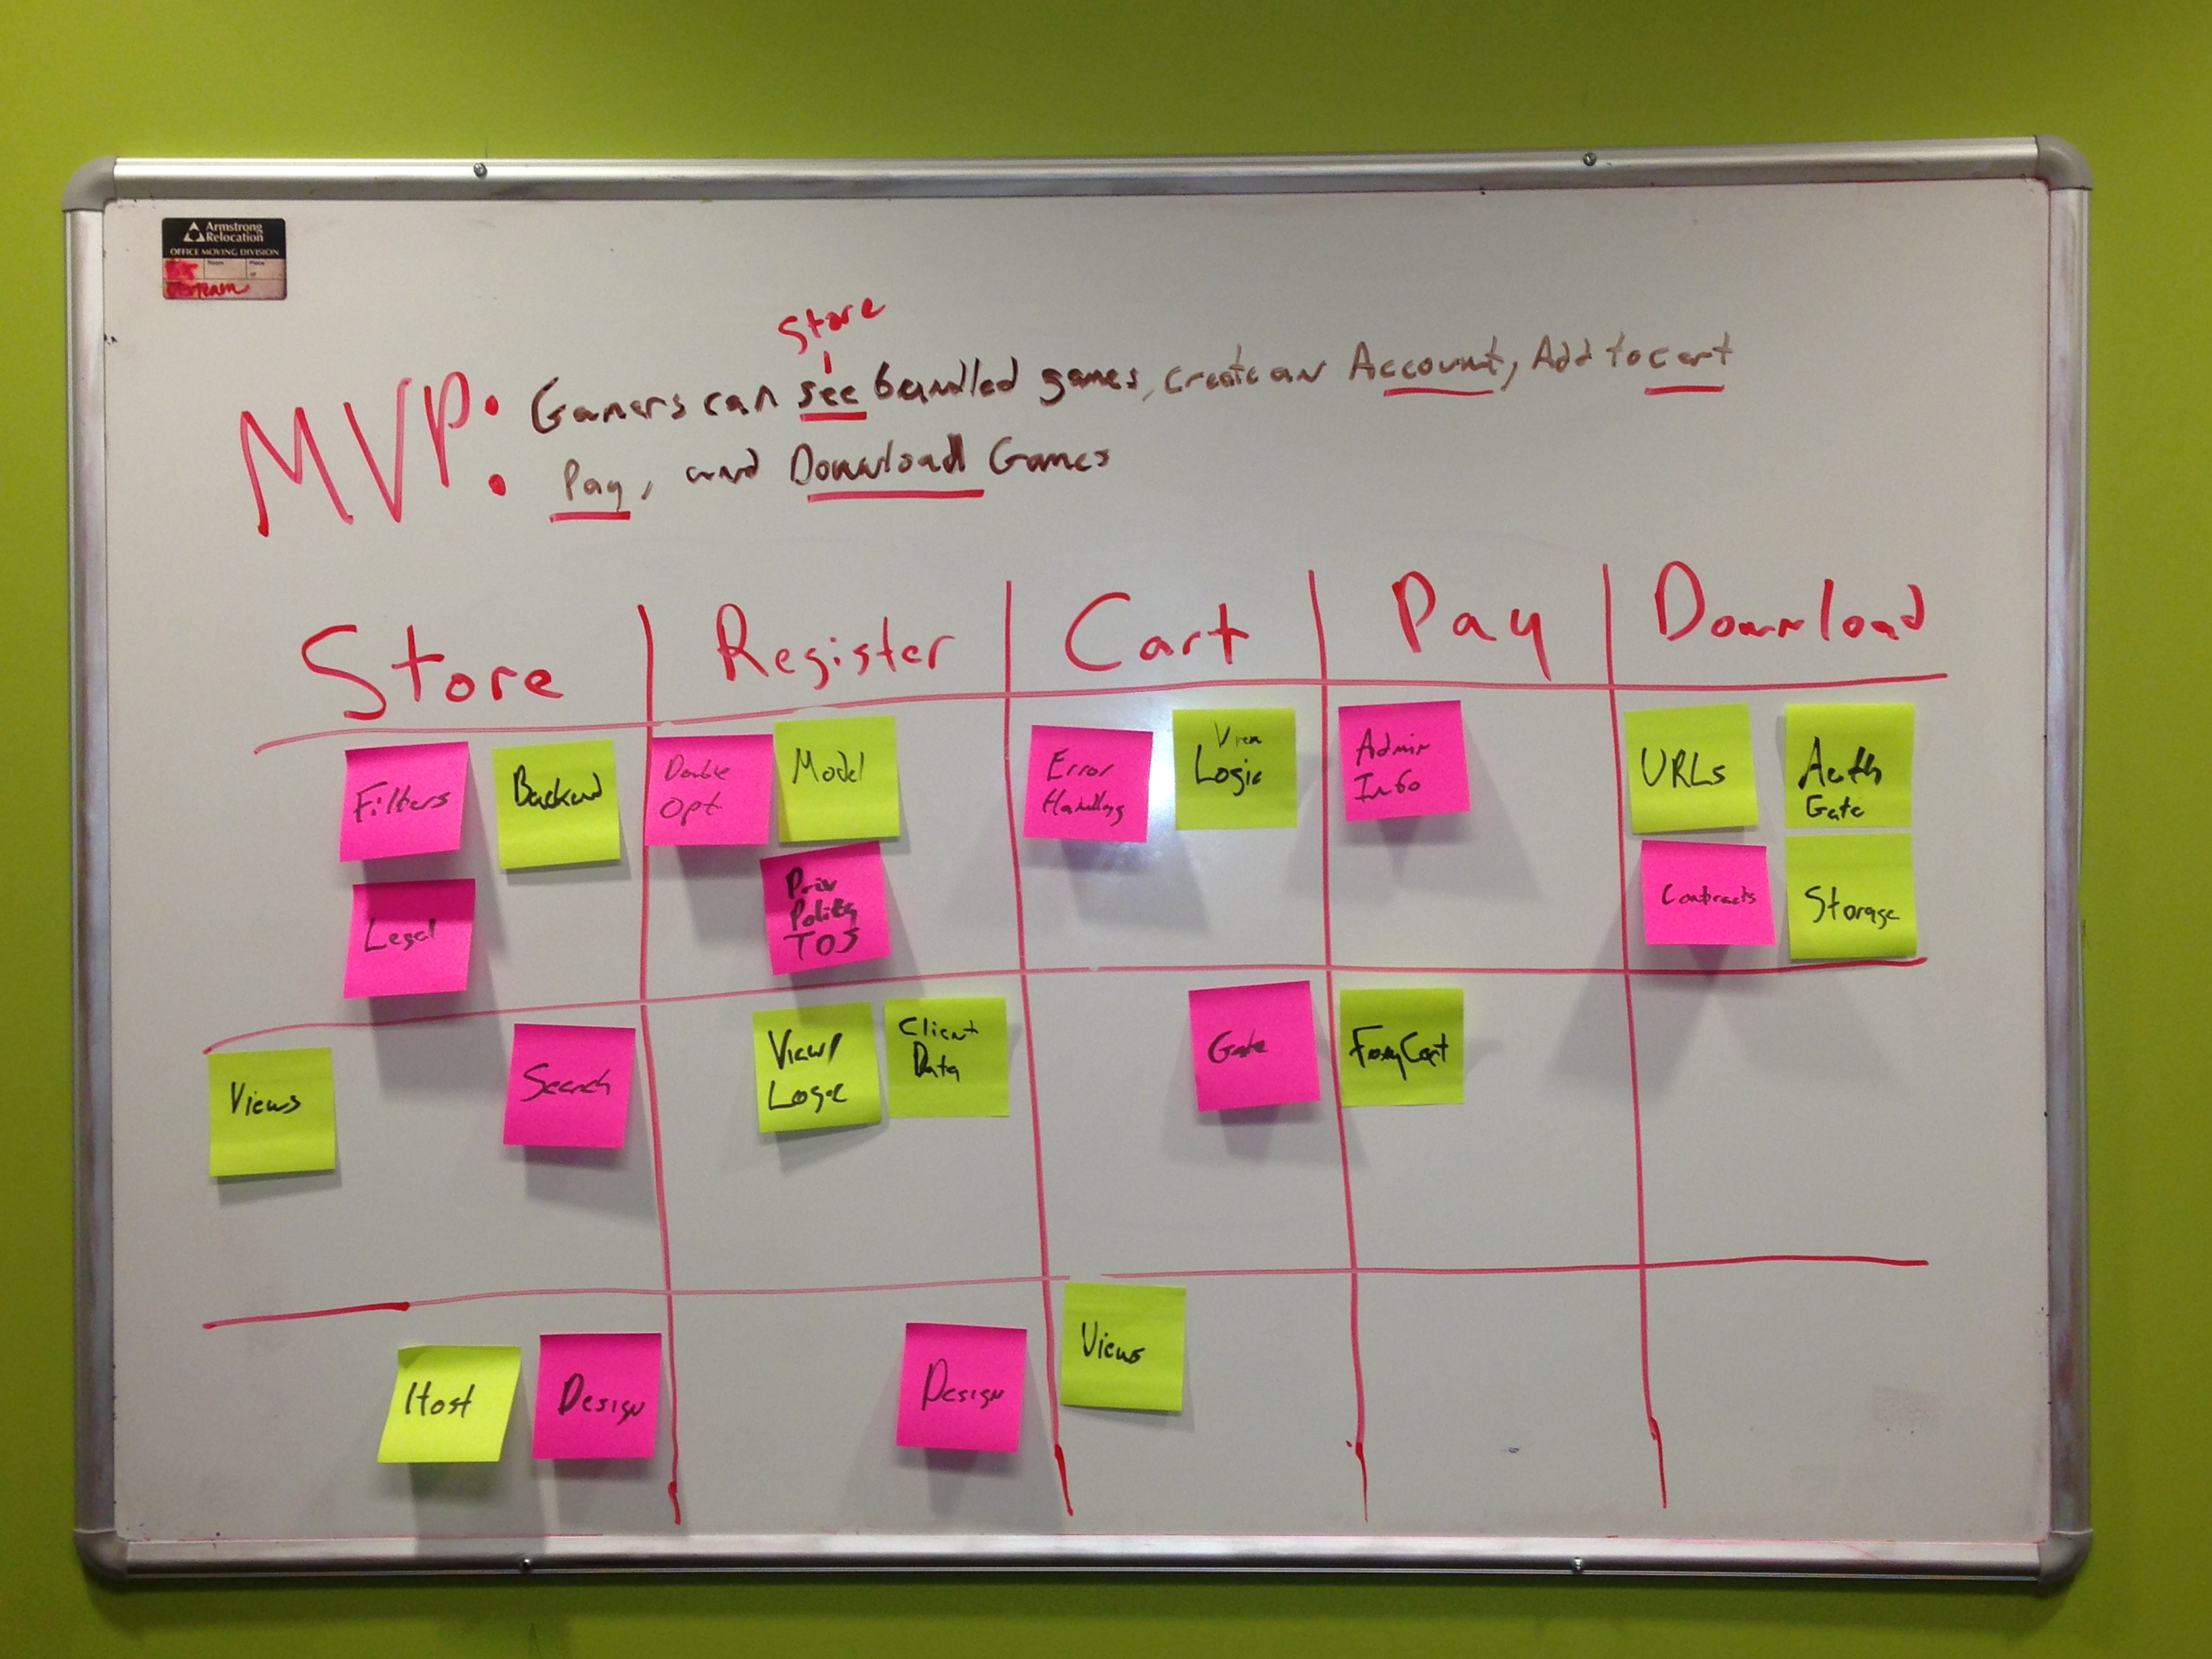 Armstrong
Relocation
OFFICE MOVING DIVISION
Room
Place
of
Store
MVP: Gamers can see bundled games, create an Account, Add to cart
Pay, and Download Games
Store
Register
Cart
Pay
Download
Filters
Backend
Double
Opt
Model
Error
Handling
View
Logic
Admin
Info
URLs
Auth
Gate
Legal
Priv
Policy
TOS
Contracts
Storage
Views
Search
View/
Logic
Client
Data
Gate
FoxyCart
Host
Design
Design
Views